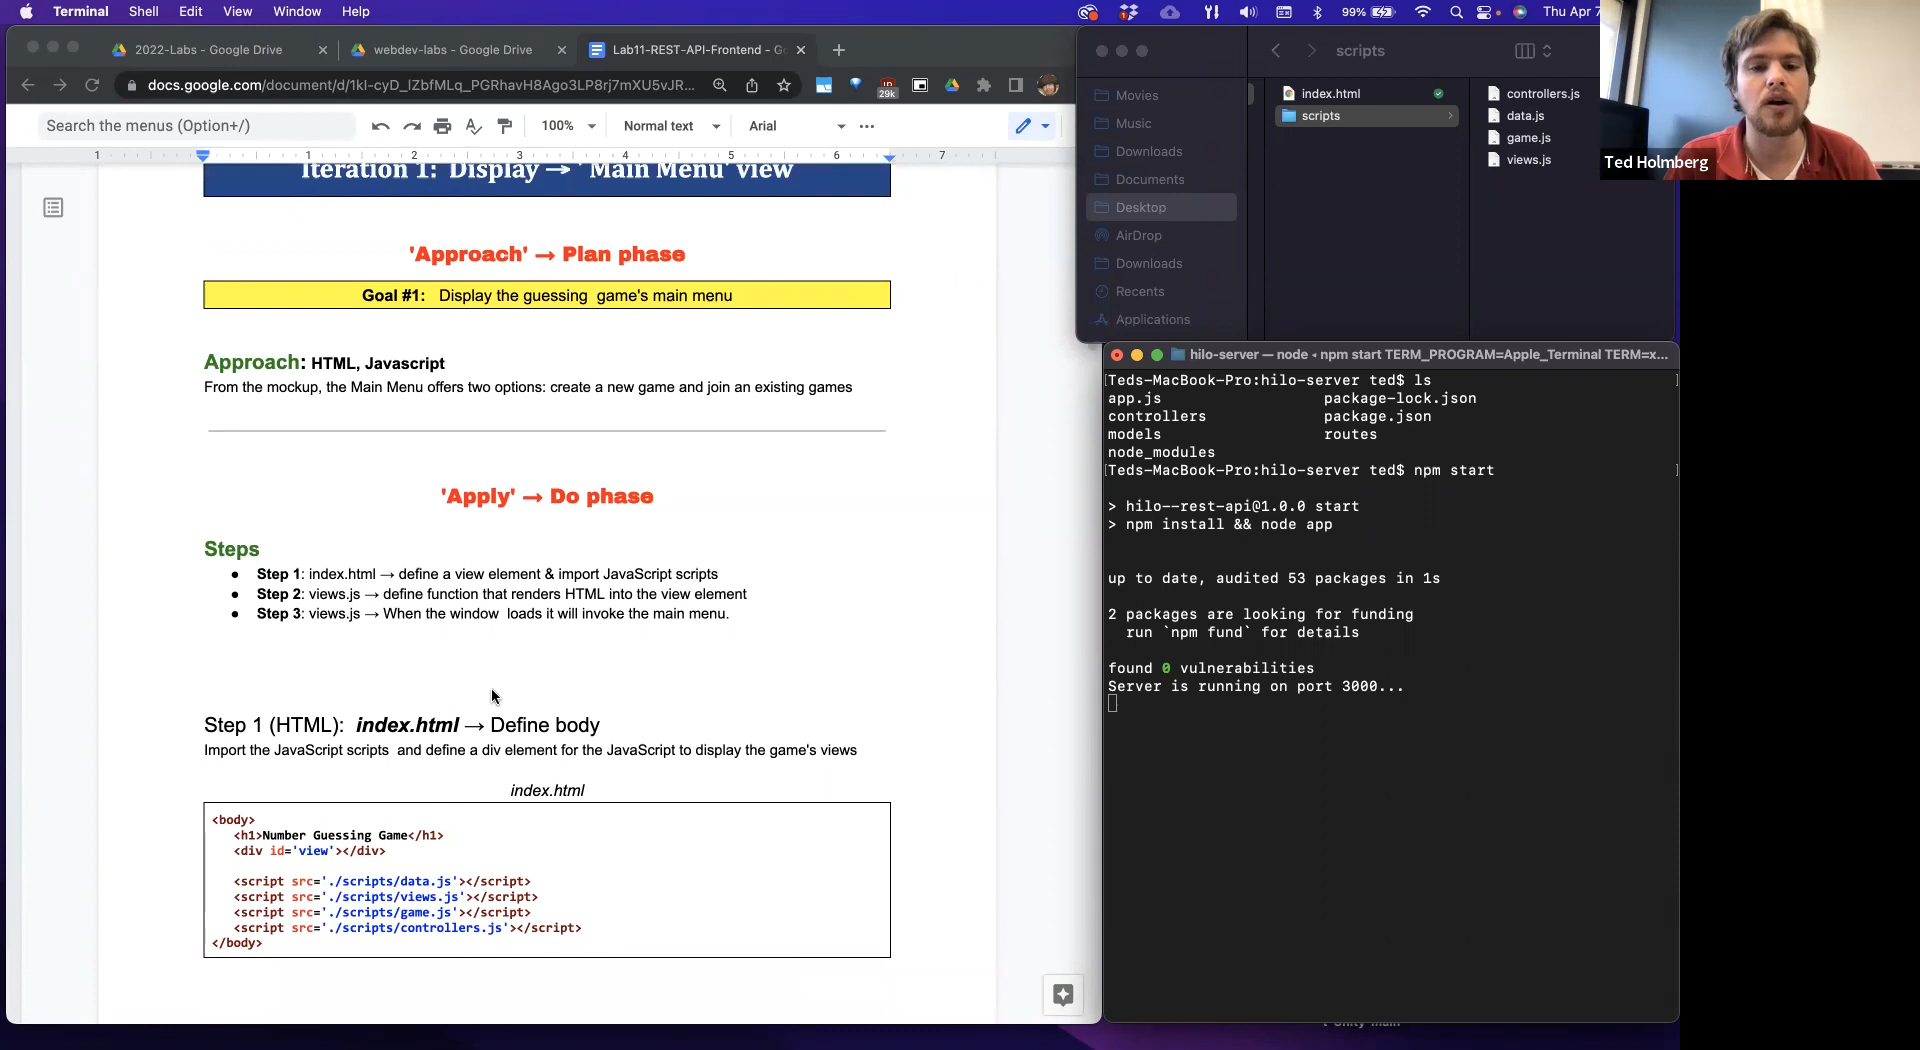 Terminal Shell Edit View Window Help
99% Thu Apr 7
2022-Labs - Google Drive
webdev-labs - Google Drive
Lab11-REST-API-Frontend - Go
29k
Search the menus (Option+/)
100% Normal text Arial
1 1 2 3 4 5 6 7
Iteration 1: Display → 'Main Menu' view
'Approach' → Plan phase
Goal #1: Display the guessing game's main menu
Approach: HTML, Javascript
From the mockup, the Main Menu offers two options: create a new game and join an existing games
'Apply' → Do phase
Steps
● Step 1: index.html → define a view element & import JavaScript scripts
● Step 2: views.js → define function that renders HTML into the view element
● Step 3: views.js → When the window loads it will invoke the main menu.
Step 1 (HTML): index.html → Define body
Import the JavaScript scripts and define a div element for the JavaScript to display the game's views
index.html
<body>
<h1>Number Guessing Game</h1>
<div id='view'></div>
<script src='./scripts/data.js'></script>
<script src='./scripts/views.js'></script>
<script src='./scripts/game.js'></script>
<script src='./scripts/controllers.js'></script>
</body>
scripts
Movies
Music
Downloads
Documents
Desktop
AirDrop
Downloads
Recents
Applications
index.html
scripts
controllers.js
data.js
game.js
views.js
Ted Holmberg
hilo-server — node ◂ npm start TERM_PROGRAM=Apple_Terminal TERM=x...
[Teds-MacBook-Pro:hilo-server ted$ ls ]
app.js package-lock.json
controllers package.json
models routes
node_modules
[Teds-MacBook-Pro:hilo-server ted$ npm start ]
> hilo--rest-api@1.0.0 start
> npm install && node app
up to date, audited 53 packages in 1s
2 packages are looking for funding
run `npm fund` for details
found 0 vulnerabilities
Server is running on port 3000...